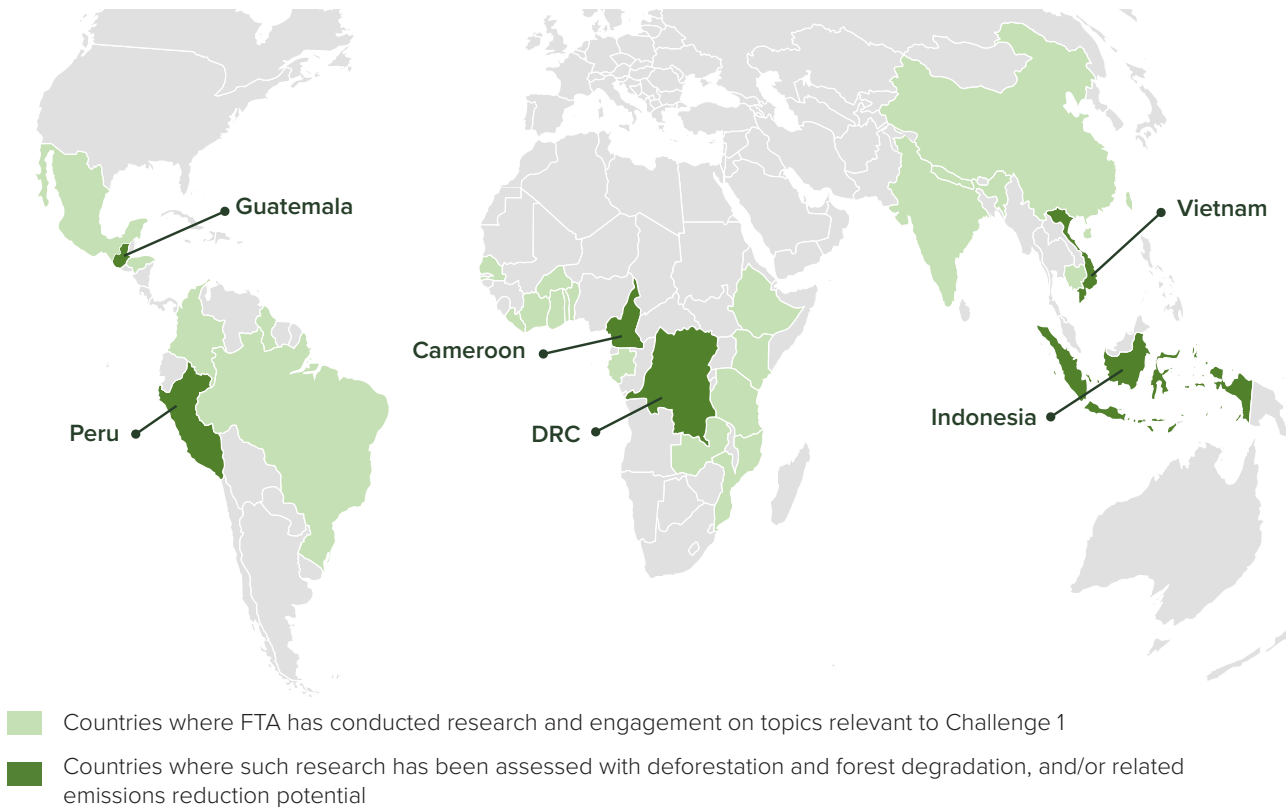 Guatemala
Vietnam
Cameroon
Peru
DRC
Indonesia
Countries where FTA has conducted research and engagement on topics relevant to Challenge 1
Countries where such research has been assessed with deforestation and forest degradation, and/or related
emissions reduction potential